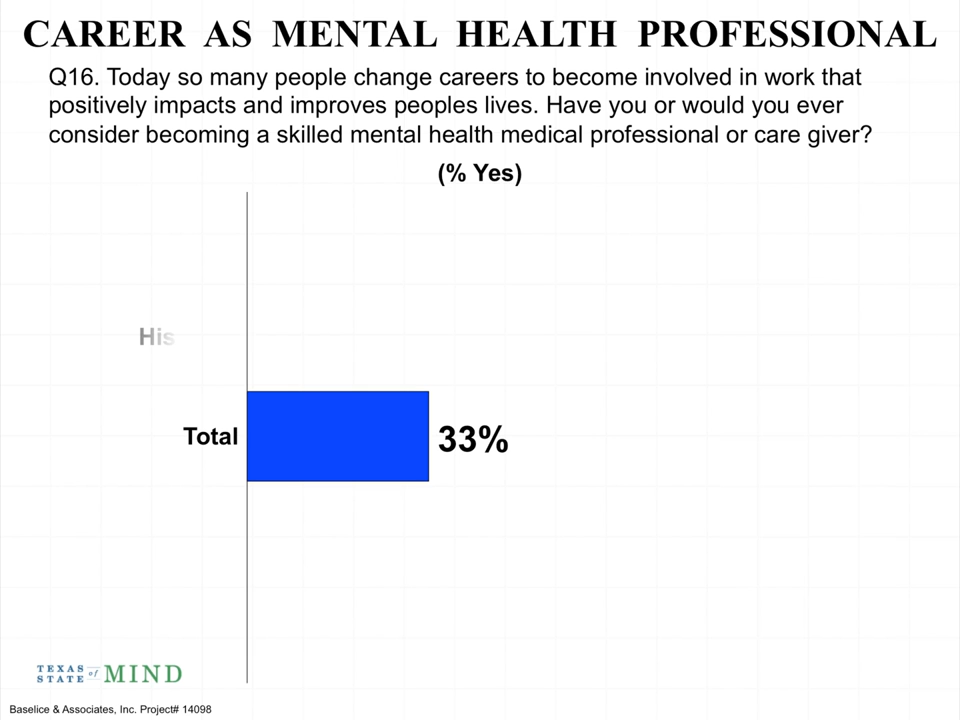 CAREER AS MENTAL HEALTH PROFESSIONAL
Q16. Today so many people change careers to become involved in work that
positively impacts and improves peoples lives. Have you or would you ever
consider becoming a skilled mental health medical professional or care giver?
(% Yes)
His
Total
33%
TEXAS STATE of MIND
Baselice & Associates, Inc. Project# 14098